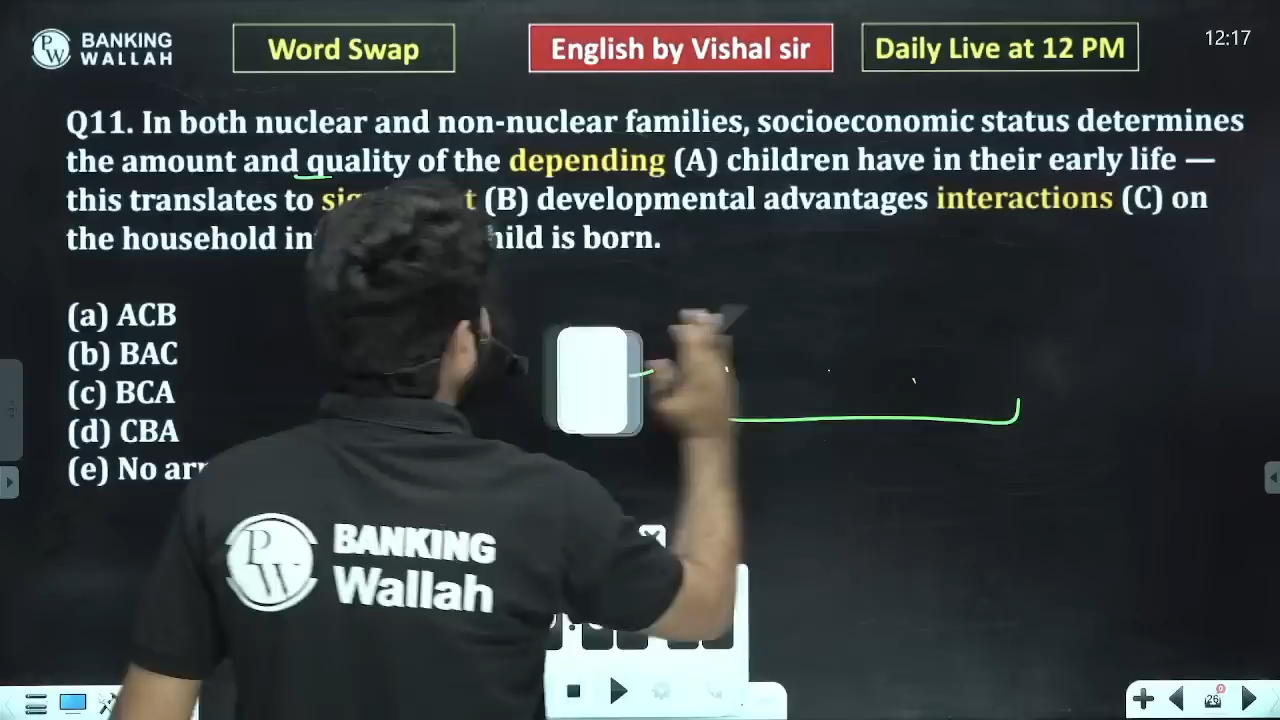 BANKING
WALLAH
Word Swap
English by Vishal sir
Daily Live at 12 PM
12:17
Q11. In both nuclear and non-nuclear families, socioeconomic status determines
the amount and quality of the depending (A) children have in their early life —
this translates to (B) developmental advantages interactions (C) on
the household is born.
(a) ACB
(b) BAC
(c) BCA
(d) CBA
(e) No
PW
BANKING
Wallah
26